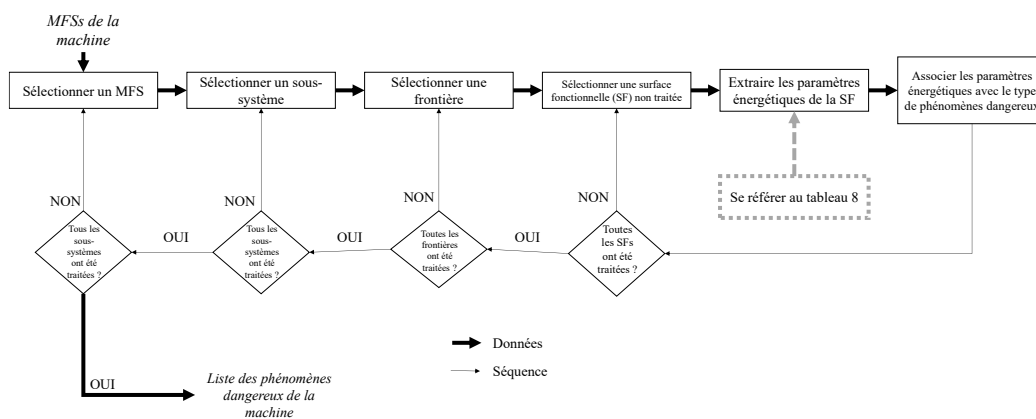 MFSs de la
machine
Sélectionner un MFS
Sélectionner un sous-
système
Sélectionner une
frontière
Sélectionner une surface
fonctionnelle (SF) non traitée
Extraire les paramètres
énergétiques de la SF
Associer les paramètres
énergétiques avec le type
de phénomènes dangereux
Se référer au tableau 8
NON
NON
NON
NON
Tous les
sous-
systèmes
ont été
traitées ?
OUI
Tous les
sous-
systèmes
ont été
traitées ?
OUI
Toutes les
frontières
ont été
traitées ?
OUI
Toutes
les SFs
ont été
traitées ?
Données
Séquence
OUI
Liste des phénomènes
dangereux de la
machine